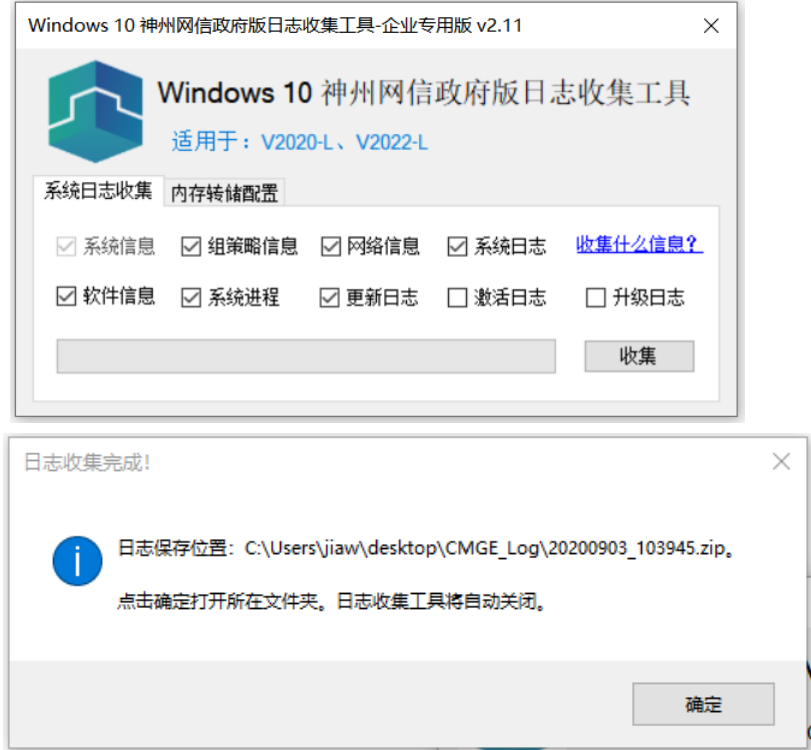 Windows 10 神州网信政府版日志收集工具-企业专用版 v2.11
Windows 10 神州网信政府版日志收集工具
适用于：V2020-L、V2022-L
系统日志收集 内存转储配置
系统信息 组策略信息 网络信息 系统日志 收集什么信息？
软件信息 系统进程 更新日志 激活日志 升级日志
收集
日志收集完成!
日志保存位置：C:\Users\jiaw\desktop\CMGE_Log\20200903_103945.zip。
点击确定打开所在文件夹。日志收集工具将自动关闭。
确定